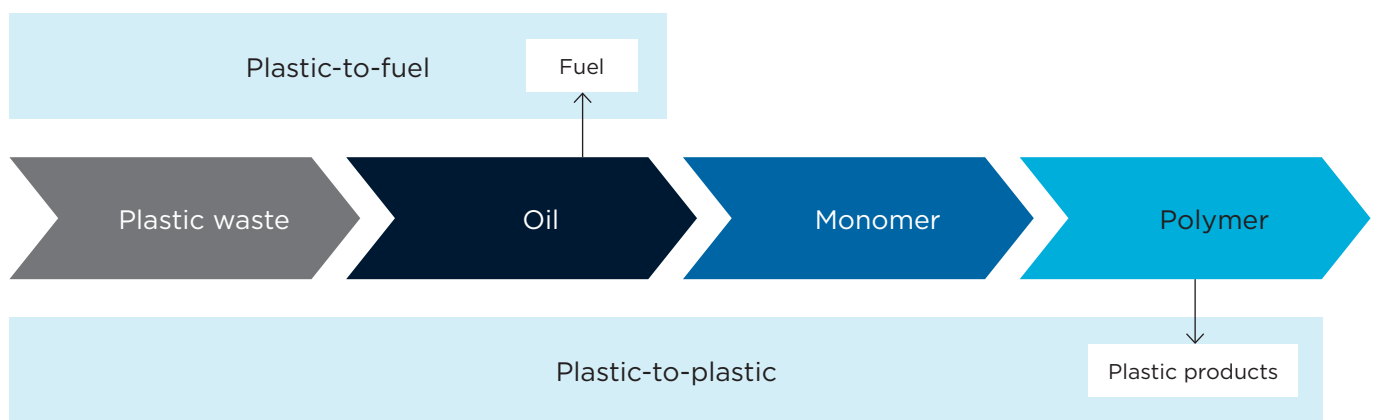 Plastic-to-fuel
Fuel
Plastic waste
Oil
Monomer
Polymer
Plastic-to-plastic
Plastic products